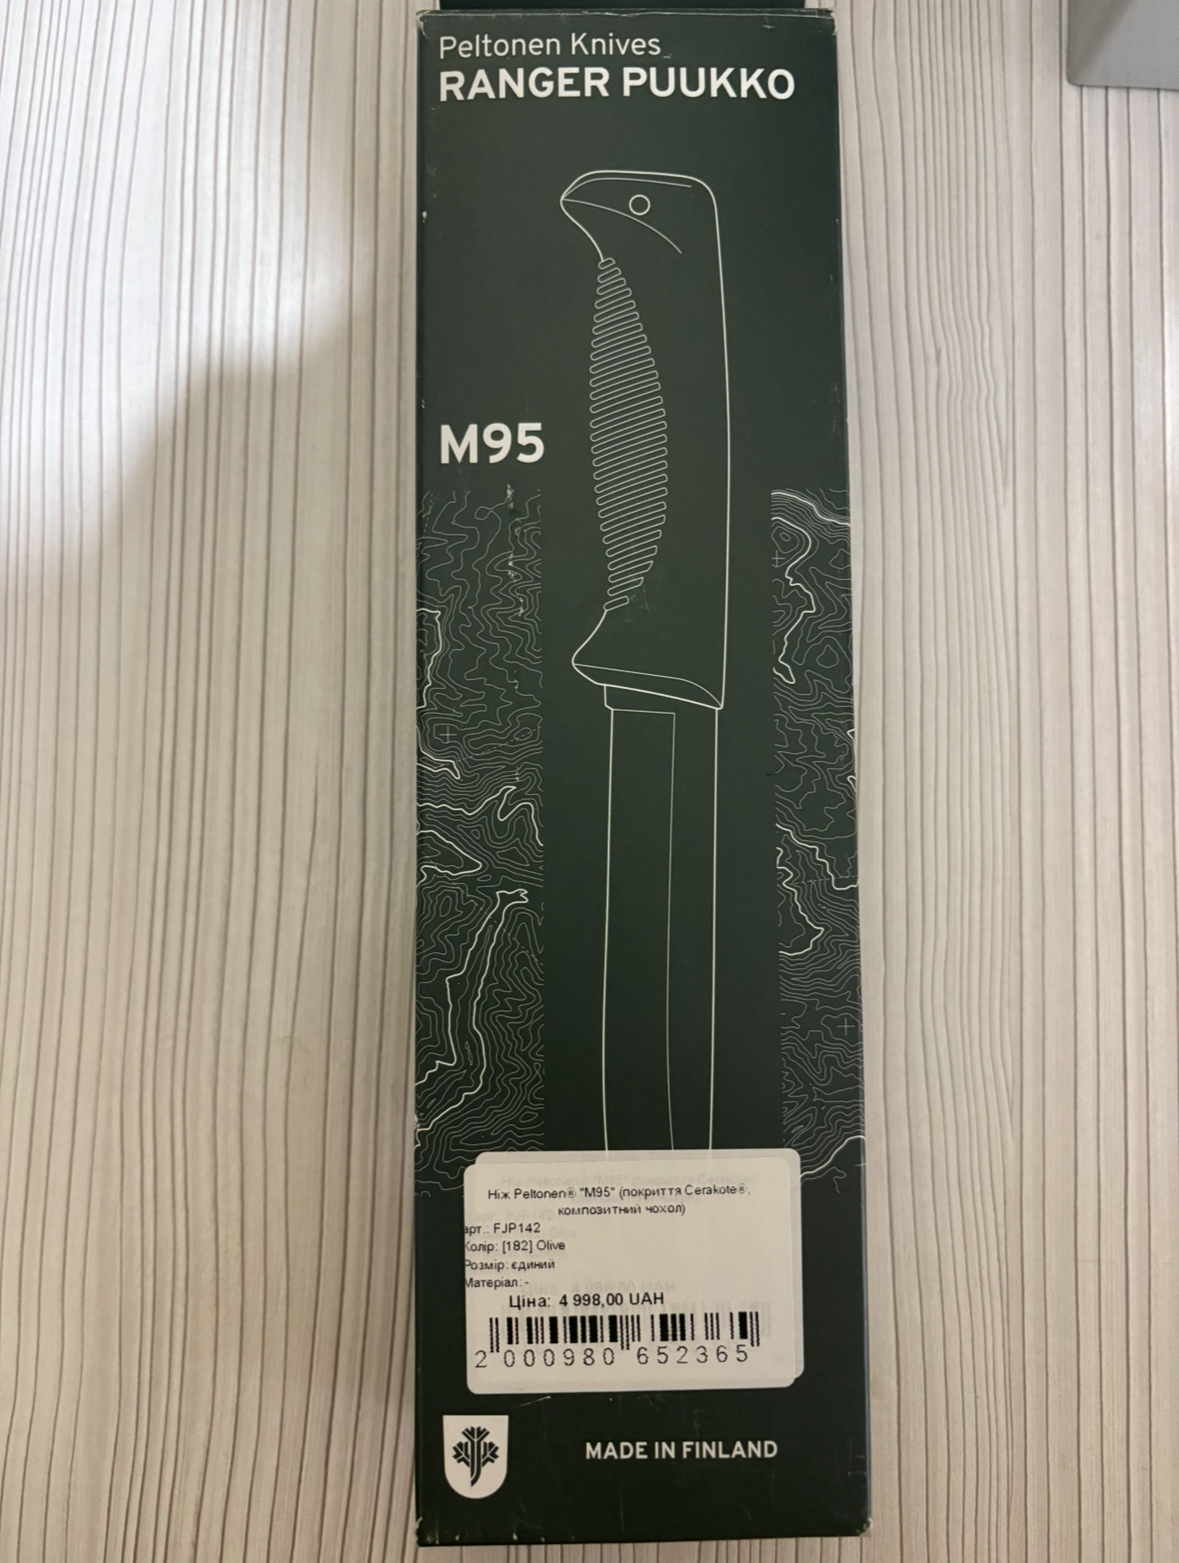 Peltonen Knives
RANGER PUUKKO
M95
Ніж Peltonen® "M95" (покриття Cerakote®,
композитний чохол)
арт.: FJP142
Колір: [182] Olive
Розмір: єдиний
Матеріал: -
Ціна: 4 998,00 UAH
2 000980 652365
MADE IN FINLAND